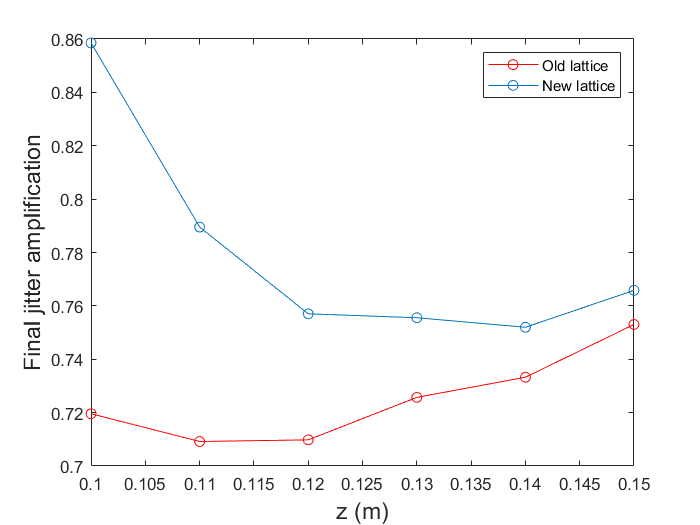 0.86
0.84
0.82
0.8
0.78
0.76
0.74
0.72
0.7
Final jitter amplification
Old lattice
New lattice
0.1 0.105 0.11 0.115 0.12 0.125 0.13 0.135 0.14 0.145 0.15
z (m)